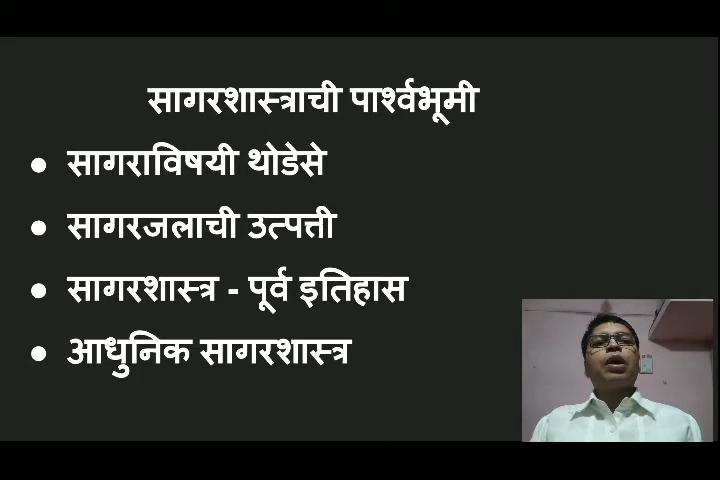 सागरशास्त्राची पार्श्वभूमी
● सागराविषयी थोडेसे
● सागरजलाची उत्पत्ती
● सागरशास्त्र - पूर्व इतिहास
● आधुनिक सागरशास्त्र